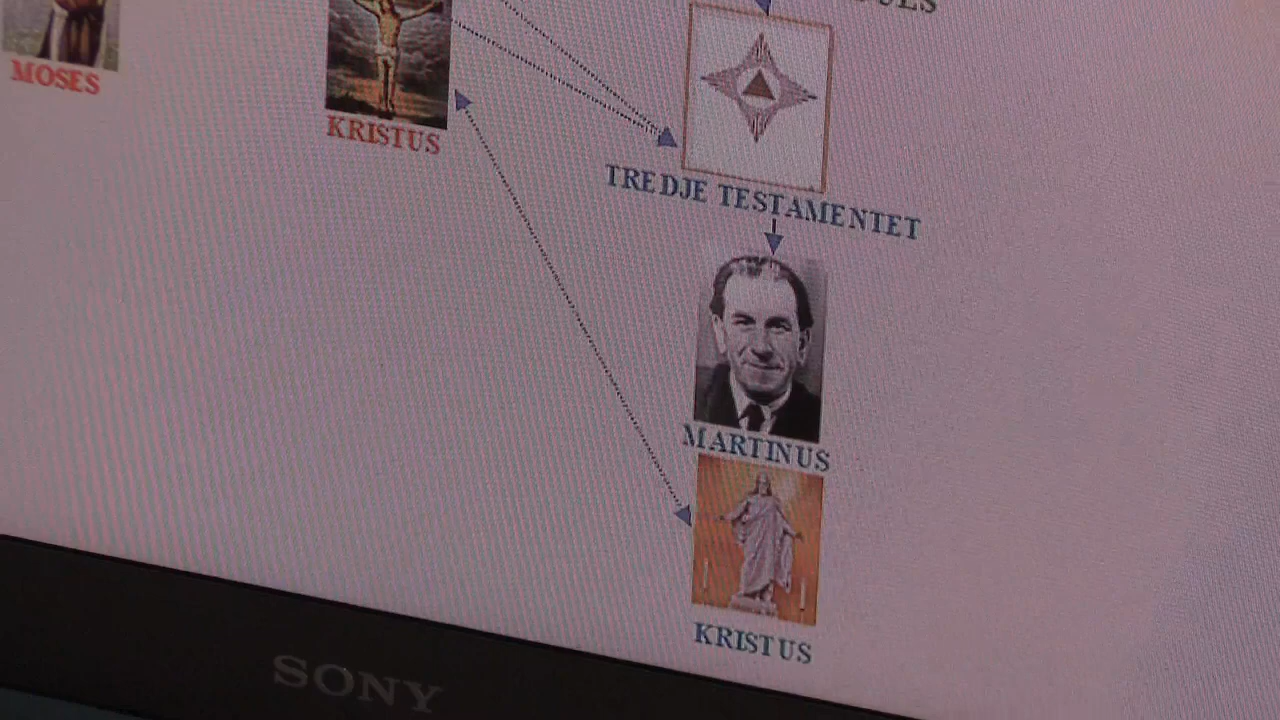 MOSES
KRISTUS
TREDJE TESTAMENTET
MARTINUS
KRISTUS
SONY